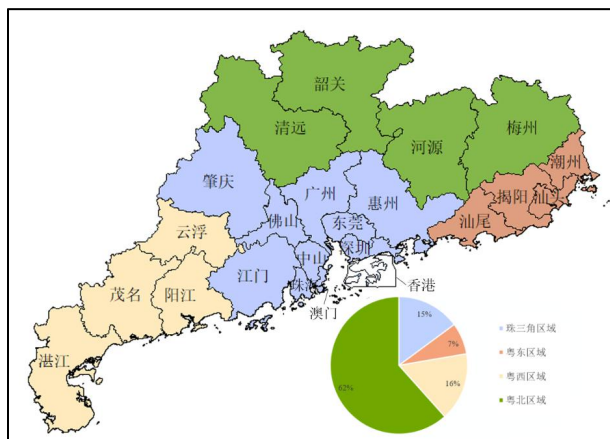 韶关
清远
河源
梅州
潮州
肇庆
广州
惠州
揭阳
汕头
佛山
东莞
汕尾
云浮
中山
深圳
江门
珠海
茂名
阳江
香港
澳门
湛江
15%
7%
16%
62%
珠三角区域
粤东区域
粤西区域
粤北区域